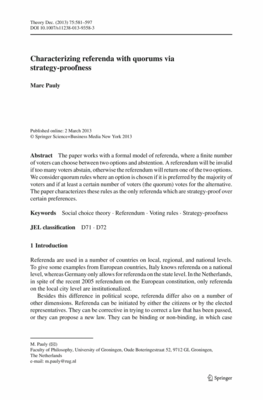 Theory Dec. (2013) 75:581–597
DOI 10.1007/s11238-013-9358-3
Characterizing referenda with quorums via
strategy-proofness
Marc Pauly
Published online: 2 March 2013
© Springer Science+Business Media New York 2013
Abstract The paper works with a formal model of referenda, where a finite number
of voters can choose between two options and abstention. A referendum will be invalid
if too many voters abstain, otherwise the referendum will return one of the two options.
We consider quorum rules where an option is chosen if it is preferred by the majority of
voters and if at least a certain number of voters (the quorum) votes for the alternative.
The paper characterizes these rules as the only referenda which are strategy-proof over
certain preferences.
Keywords Social choice theory · Referendum · Voting rules · Strategy-proofness
JEL classification D71 · D72
1 Introduction
Referenda are used in a number of countries on local, regional, and national levels.
To give some examples from European countries, Italy knows referenda on a national
level, whereas Germany only allows for referenda on the state level. In the Netherlands,
in spite of the recent 2005 referendum on the European constitution, only referenda
on the local city level are institutionalized.
Besides this difference in political scope, referenda differ also on a number of
other dimensions. Referenda can be initiated by either the citizens or by the elected
representatives. They can be corrective in trying to correct a law that has been passed,
or they can propose a new law. They can be binding or non-binding, in which case
M. Pauly
Faculty of Philosophy, University of Groningen, Oude Boteringestraat 52, 9712 GL Groningen,
The Netherlands
e-mail: m.pauly@rug.nl
Springer